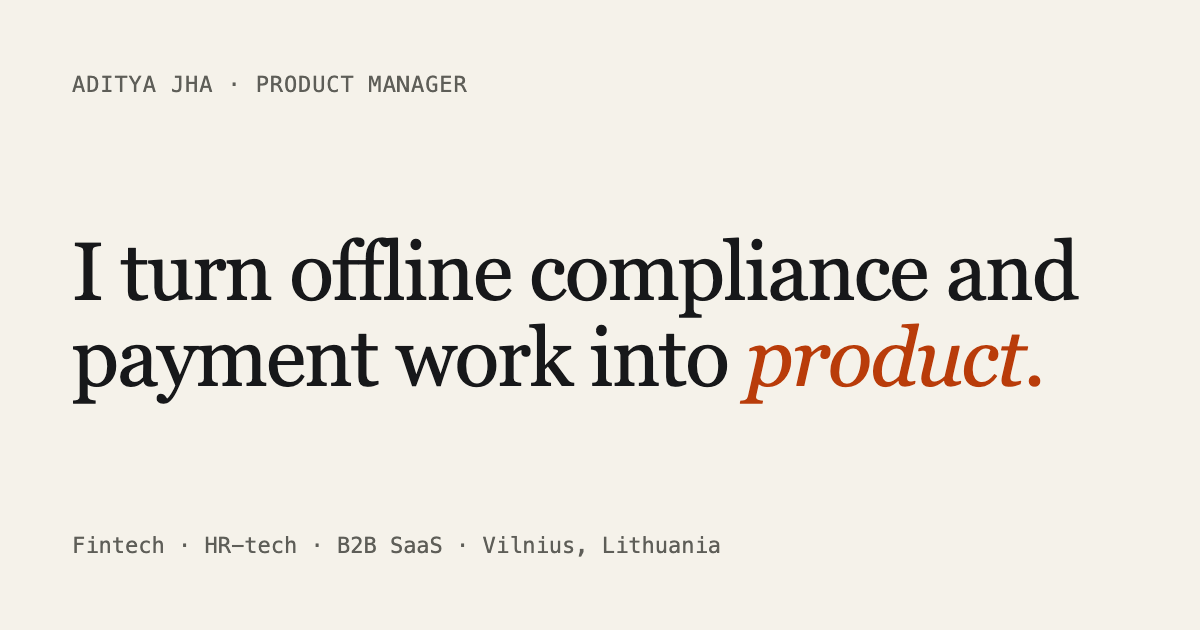 ADITYA JHA · PRODUCT MANAGER
I turn offline compliance and
payment work into product.
Fintech · HR-tech · B2B SaaS · Vilnius, Lithuania